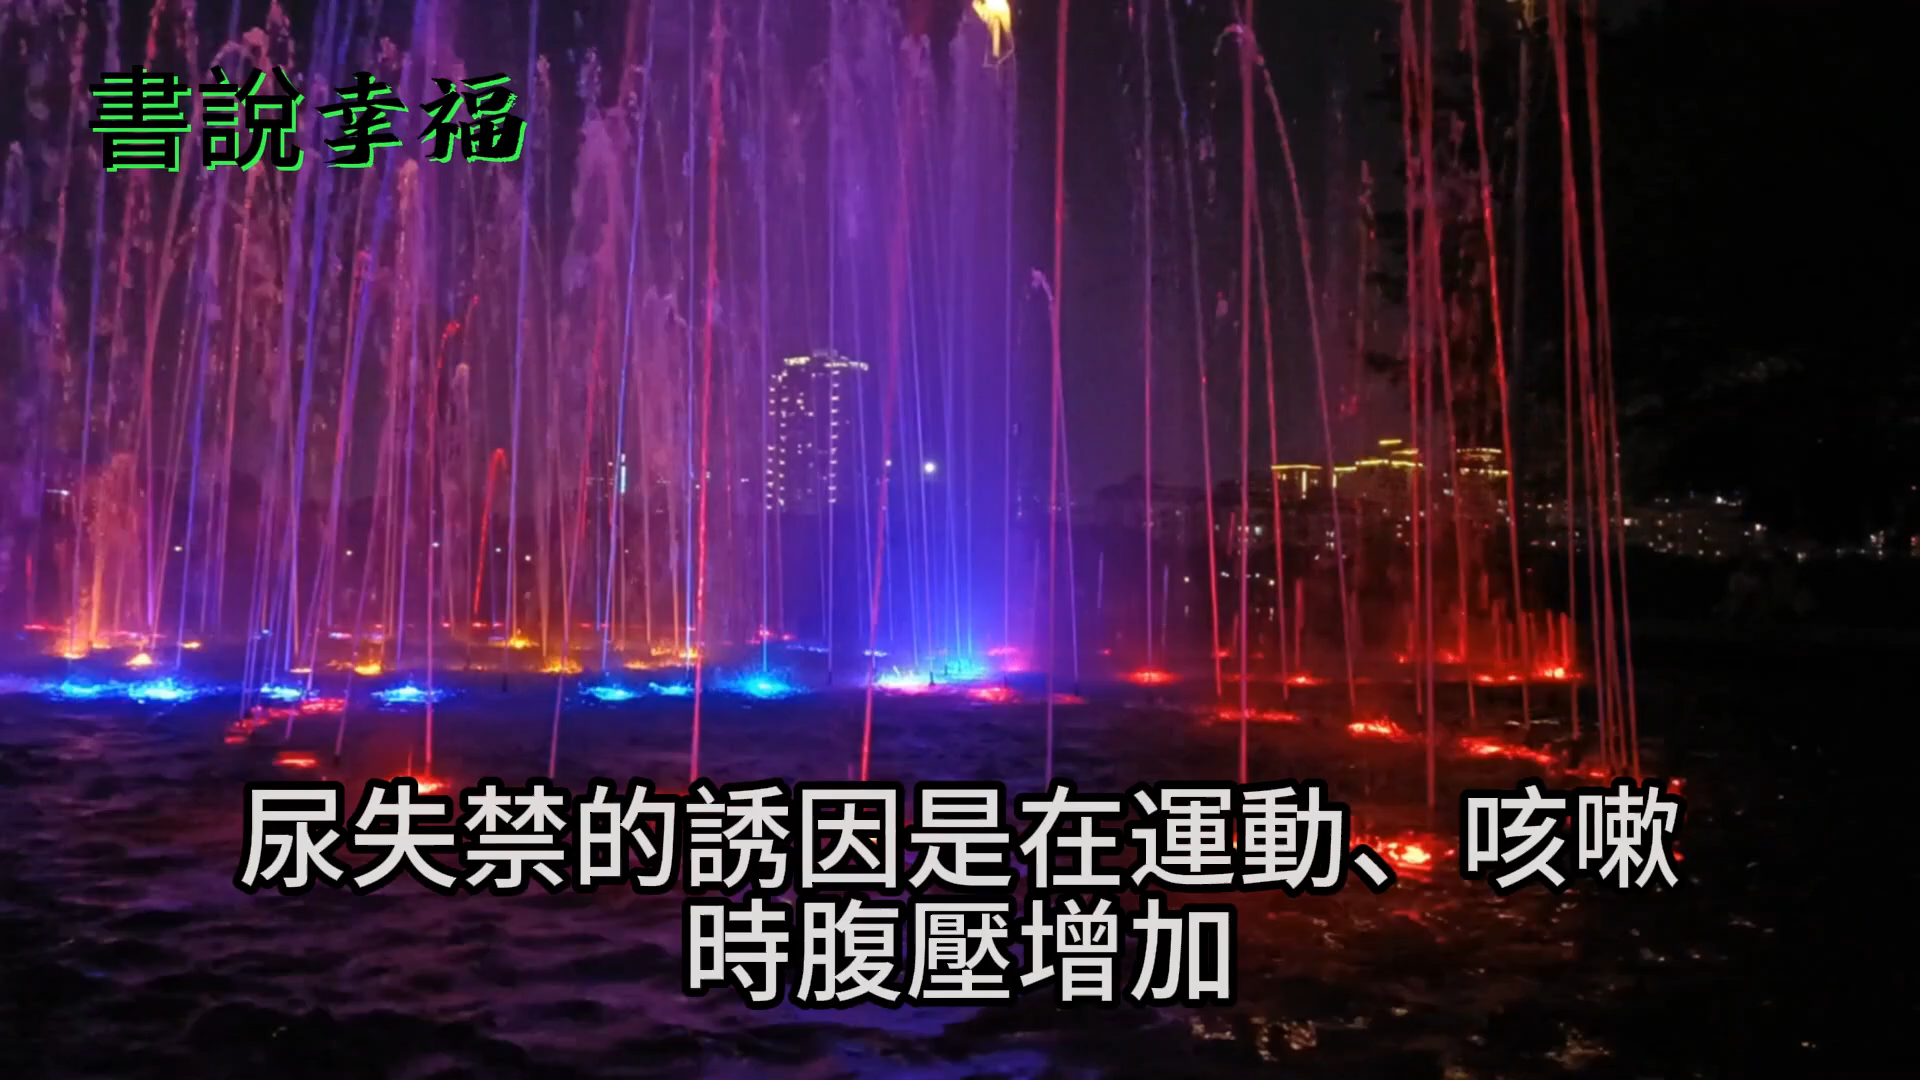 書說幸福
尿失禁的誘因是在運動、咳嗽
時腹壓增加